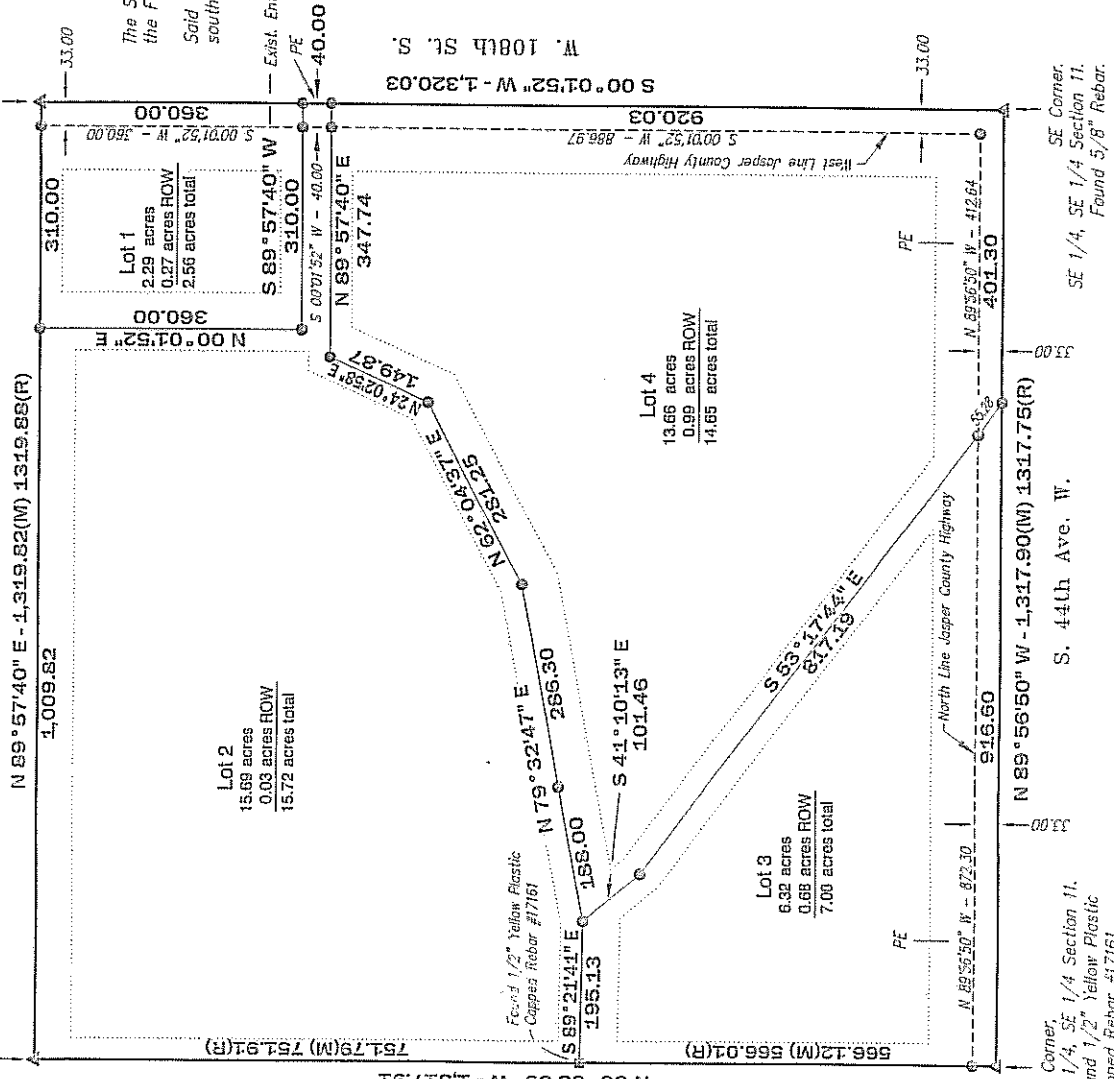 N 89°57'40" E - 1,319.82(M) 1319.88(R)
1,009.82
310.00
33.00
The S
the F
Said
south
Exist. En
PE
40.00
W. 108th St. S.
S 00°01'52" W - 1,320.03
360.00
S 00°01'52" W - 360.00
Lot 1
2.29 acres
0.27 acres ROW
2.56 acres total
N 00°01'52" E
360.00
S 89°57'40" W
310.00
S 00°01'52" W - 40.00
N 89°57'40" E
347.74
N 24°02'58" E
149.87
N 62°04'37" E
281.25
N 79°32'47" E
286.30
188.00
Lot 2
15.69 acres
0.03 acres ROW
15.72 acres total
Found 1/2" Yellow Plastic
Capped Rebar #17161
S 89°21'41" E
195.13
751.79(M) 751.91(R)
566.12(M) 566.01(R)
S 41°10'13" E
101.46
S 53°17'44" E
817.19
Lot 3
6.32 acres
0.68 acres ROW
7.00 acres total
Lot 4
13.66 acres
0.99 acres ROW
14.65 acres total
920.03
S 00°01'52" W - 886.97
West Line Jasper County Highway
33.00
PE
N 89°56'50" W - 412.64
401.30
55.28
North Line Jasper County Highway
916.60
PE
N 89°56'50" W - 872.30
33.00
33.00
N 89°56'50" W - 1,317.90(M) 1317.75(R)
S. 44th Ave. W.
SE Corner,
SE 1/4, SE 1/4 Section 11.
Found 5/8" Rebar.
Corner,
1/4, SE 1/4 Section 11.
und 1/2" Yellow Plastic
pped Rebar #17161